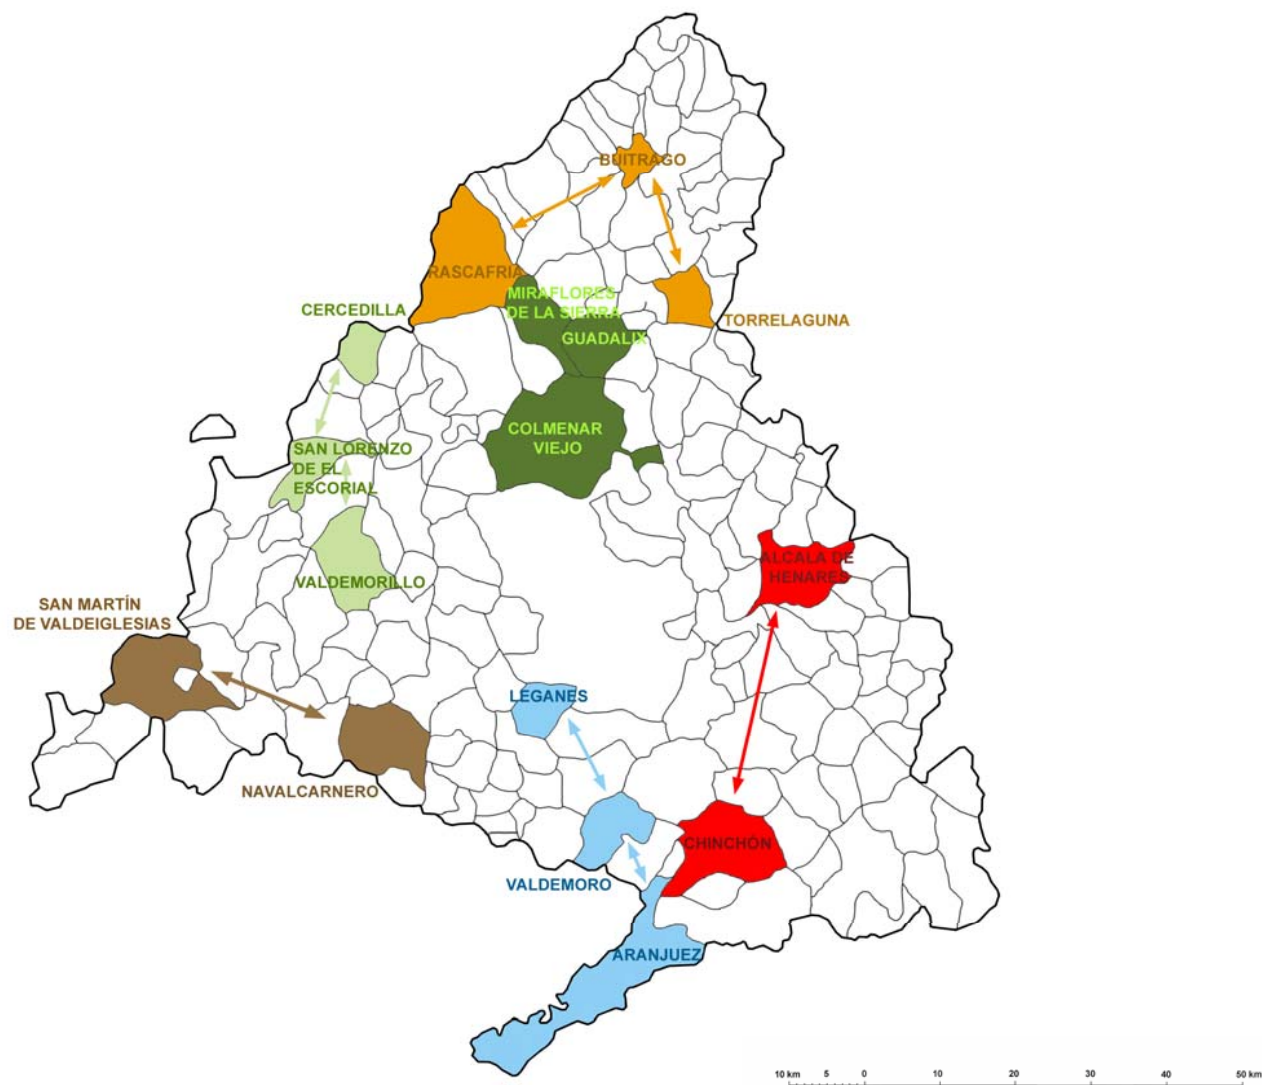 BUITRAGO
RASCAFRIA
MIRAFLORES
DE LA SIERRA
CERCEDILLA
TORRELAGUNA
GUADALIX
COLMENAR
VIEJO
SAN LORENZO
DE EL
ESCORIAL
ALCALA DE
HENARES
VALDEMORILLO
SAN MARTÍN
DE VALDEIGLESIAS
LEGANES
NAVALCARNERO
CHINCHÓN
VALDEMORO
ARANJUEZ
10 km 5 0 10 20 30 40 50 km